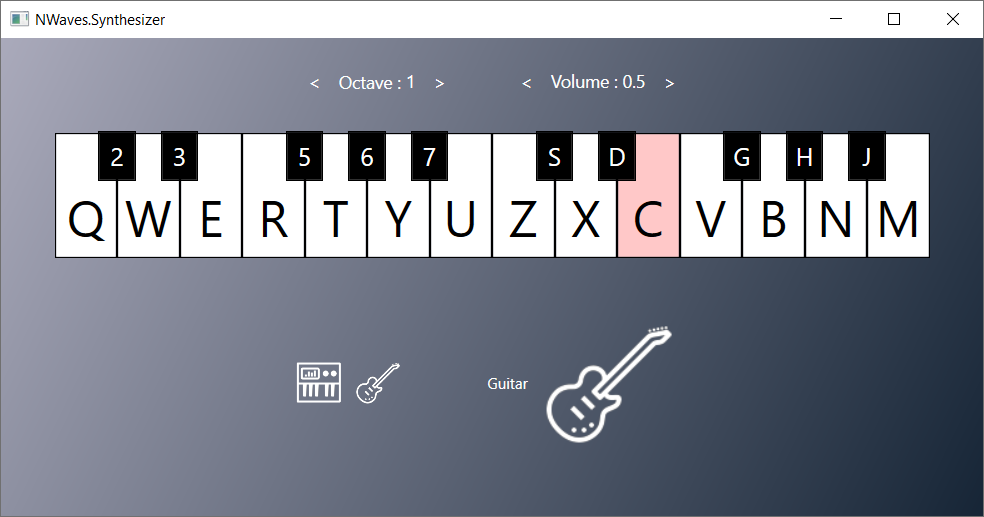 NWaves.Synthesizer
< Octave : 1 > < Volume : 0.5 >
2 3 5 6 7 S D G H J
Q W E R T Y U Z X C V B N M
Guitar